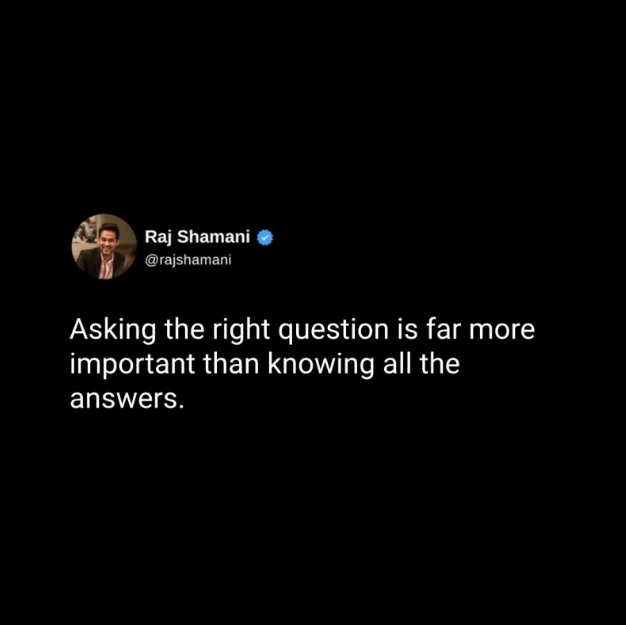 Raj Shamani
@rajshamani
Asking the right question is far more
important than knowing all the
answers.